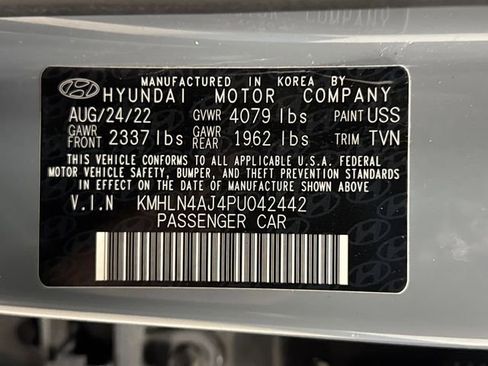 MANUFACTURED IN KOREA BY
HYUNDAI MOTOR COMPANY
AUG/24/22 GVWR 4079 lbs PAINT USS
GAWR FRONT 2337 lbs GAWR REAR 1962 lbs TRIM TVN
THIS VEHICLE CONFORMS TO ALL APPLICABLE U.S.A. FEDERAL
MOTOR VEHICLE SAFETY, BUMPER, AND THEFT PREVENTION STANDARDS
IN EFFECT ON THE DATE OF MANUFACTURE SHOWN ABOVE.
V.I.N KMHLN4AJ4PU042442
PASSENGER CAR